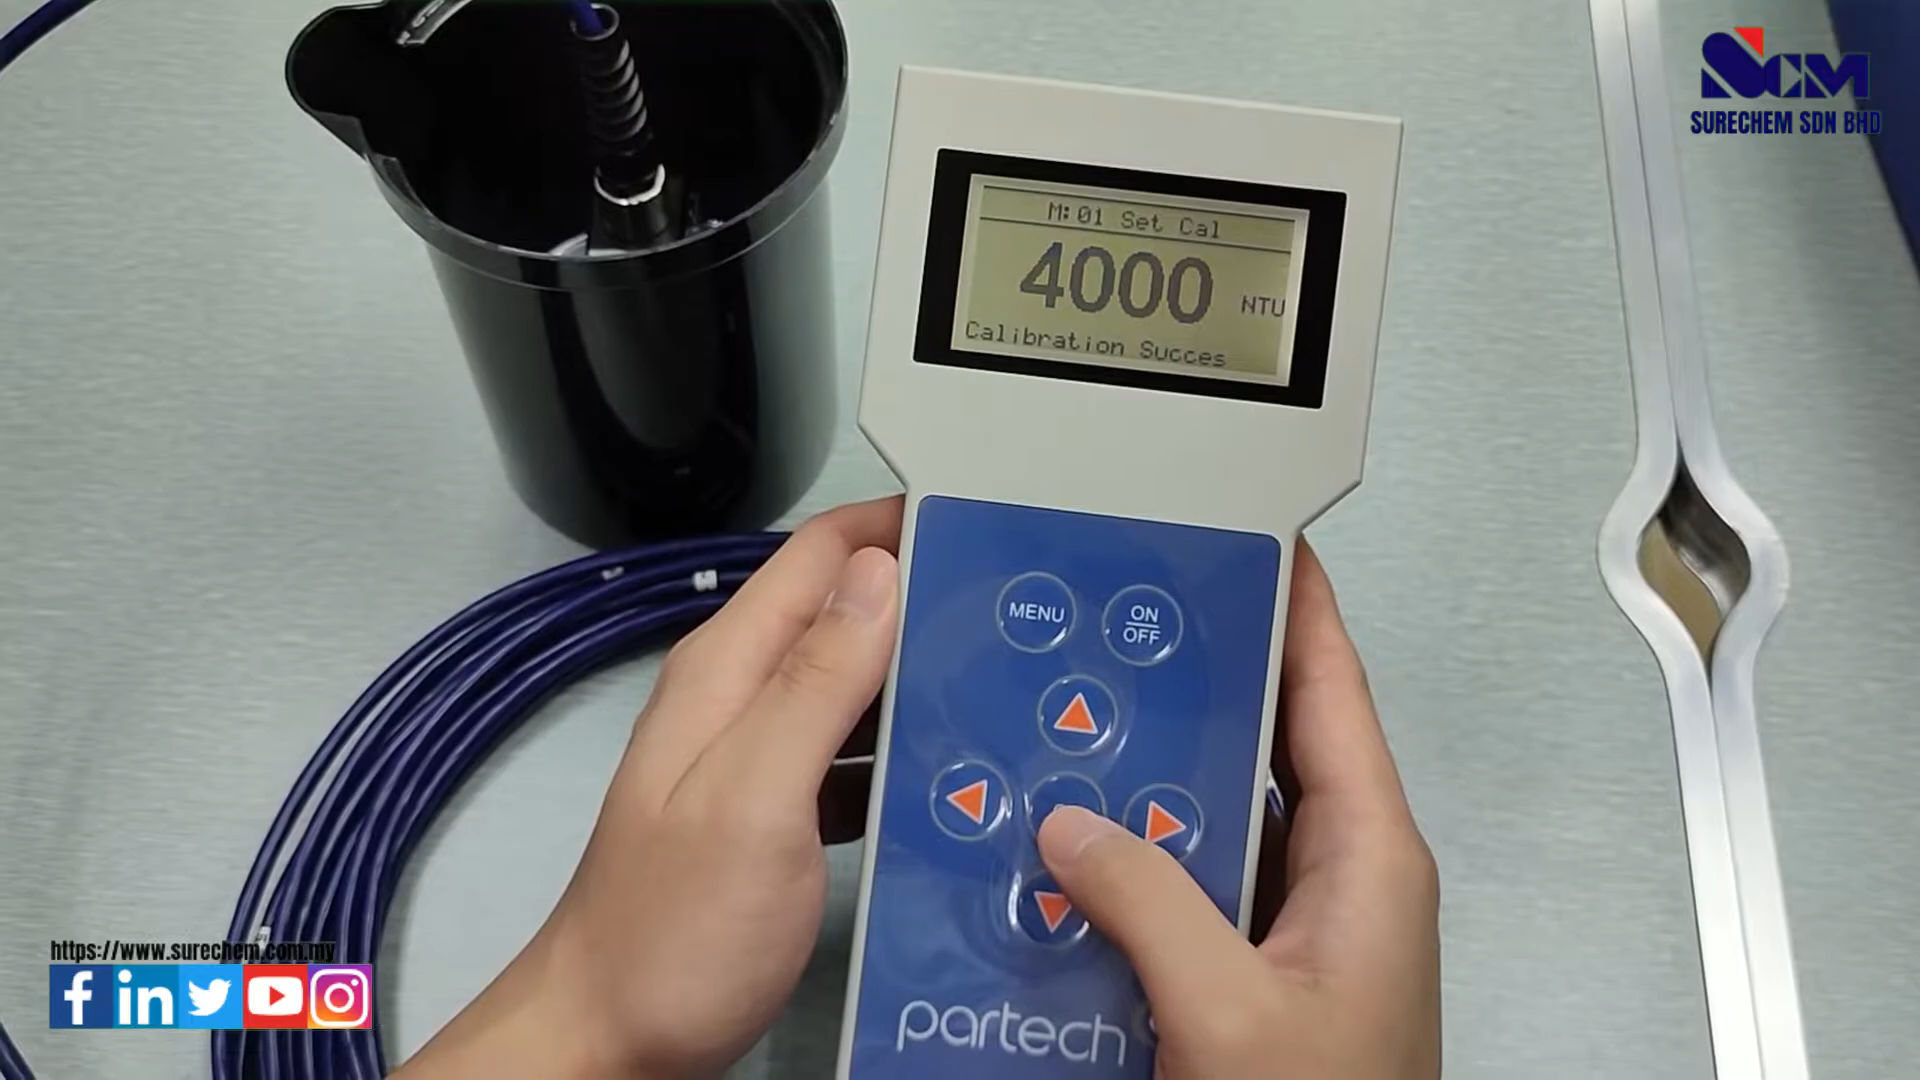 SCM
SURECHEM SDN BHD
M:01 Set Cal
4000 NTU
Calibration Succes
MENU
ON
OFF
partech
https://www.surechem.com.my